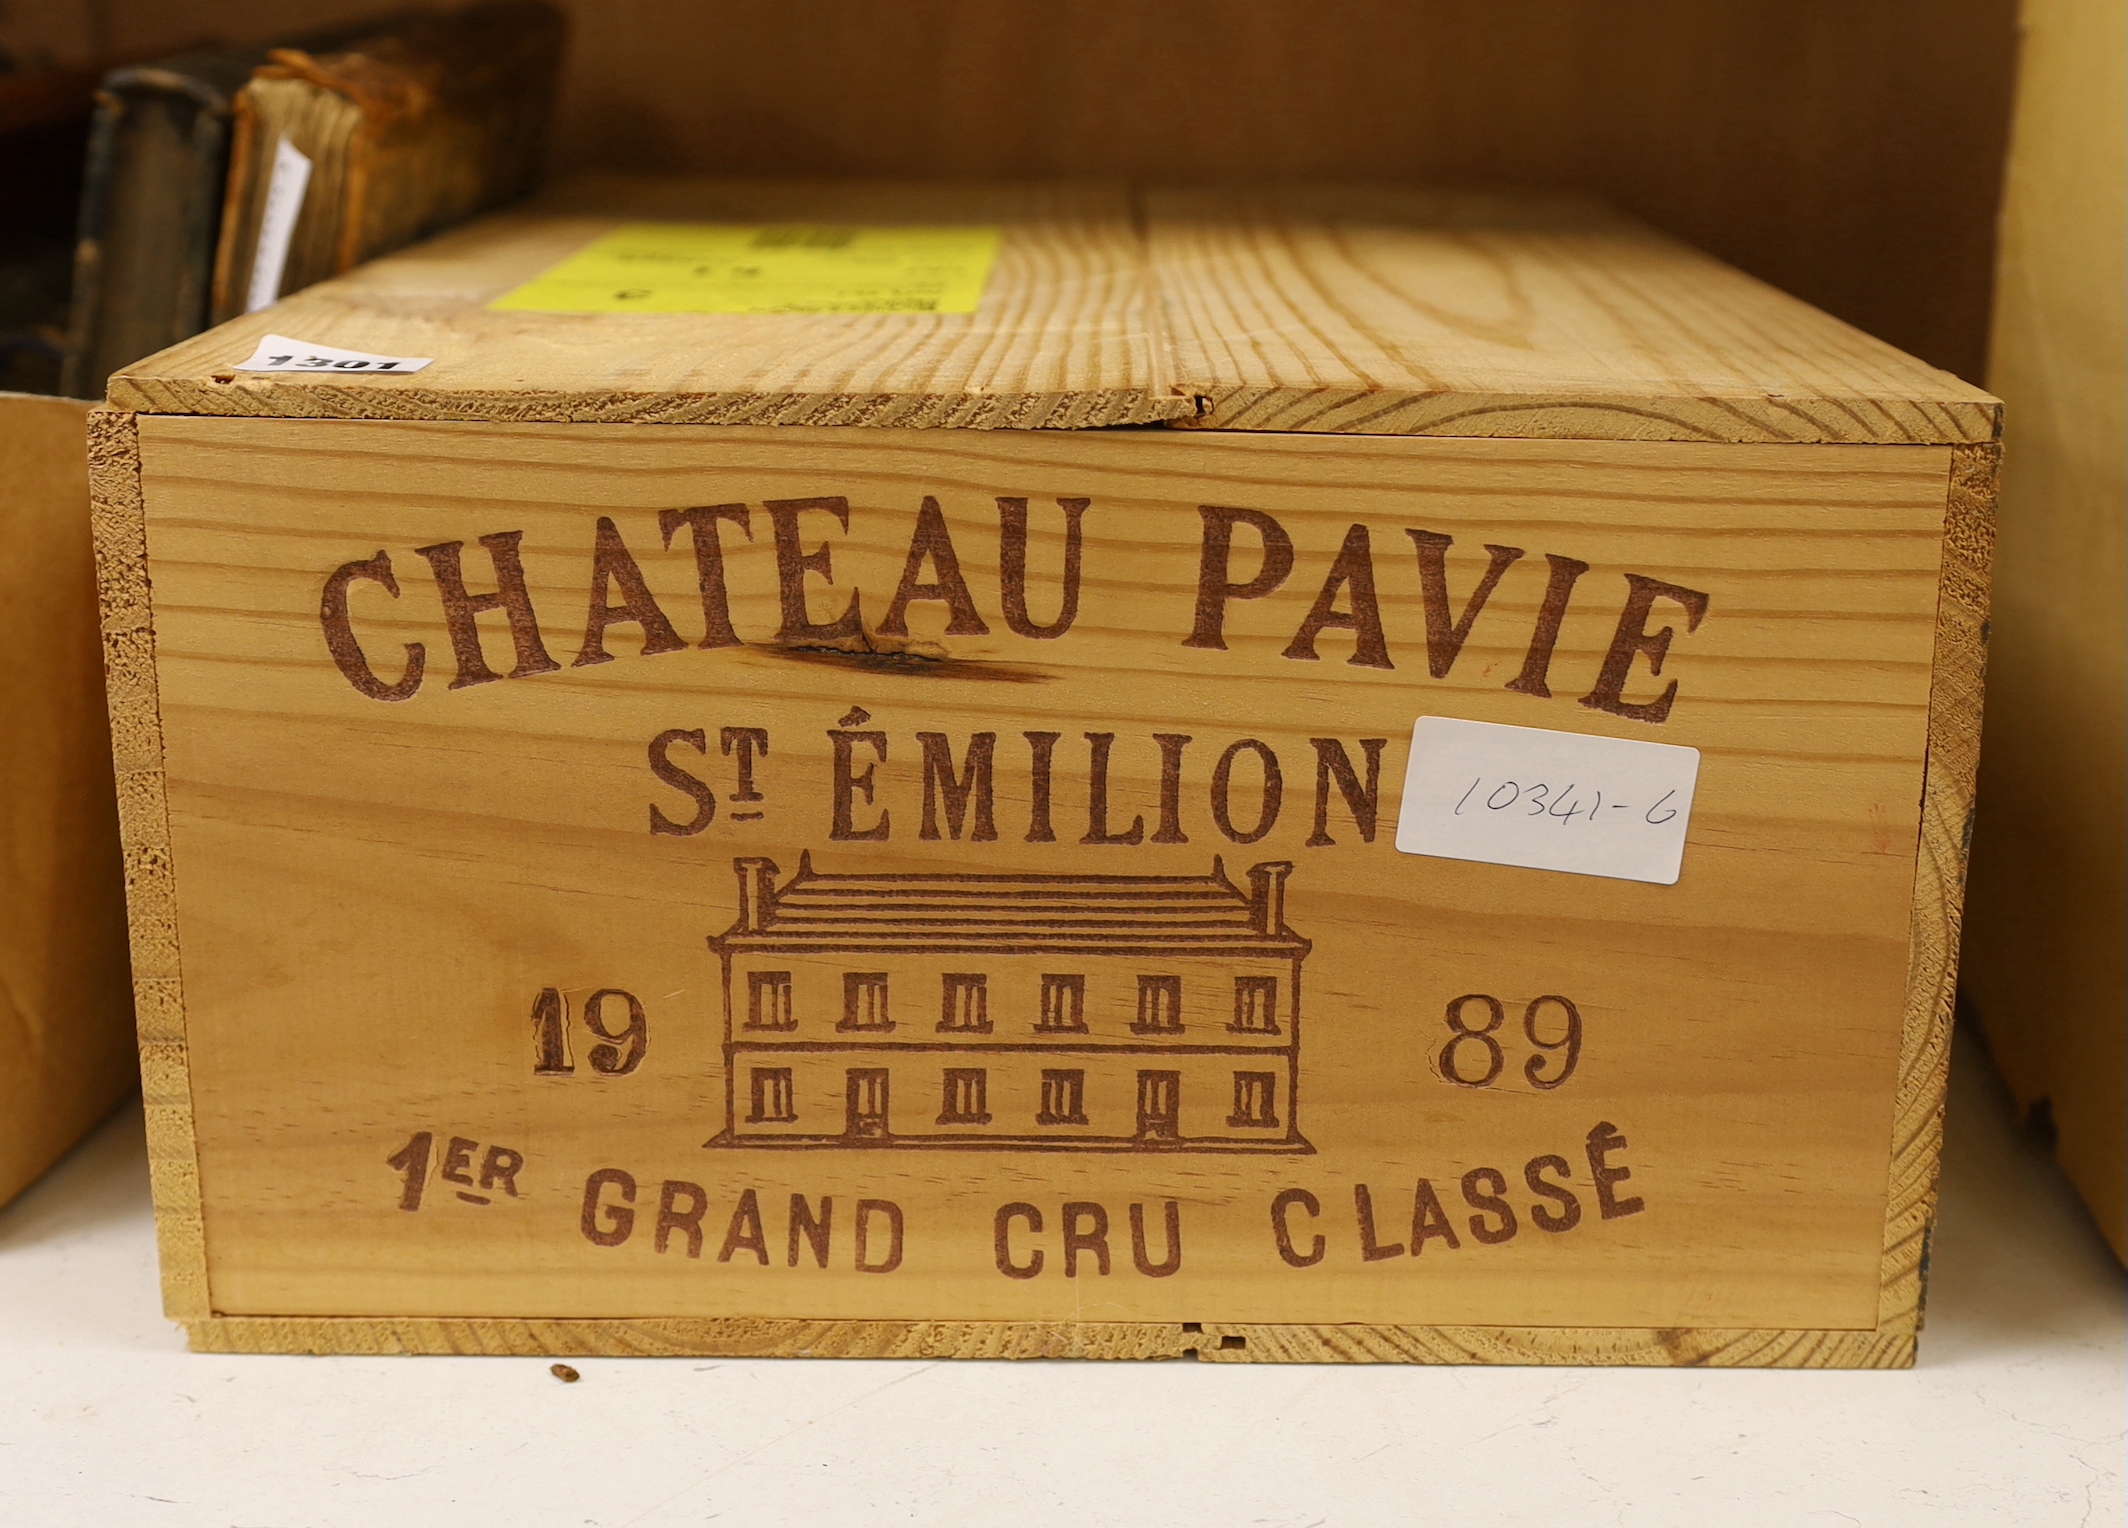 1301
CHATEAU PAVIE
ST ÉMILION
10341-6
19 89
1ER GRAND CRU CLASSÉ